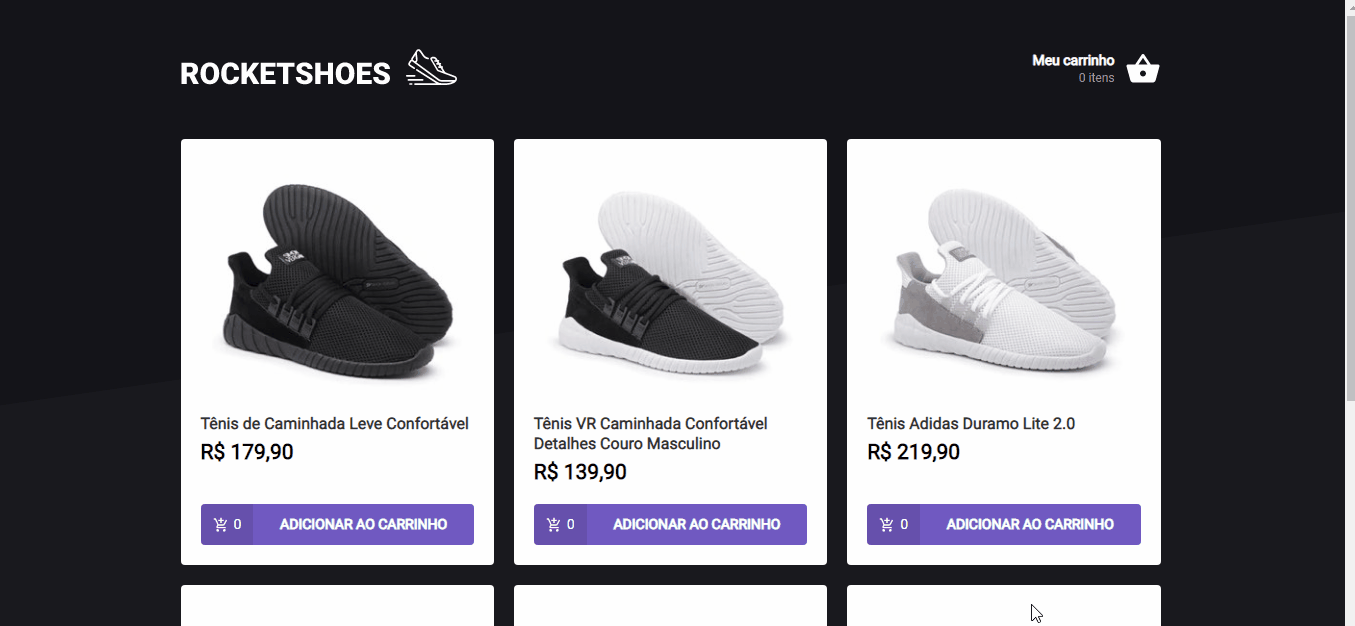 ROCKETSHOES
Meu carrinho
0 itens
Tênis de Caminhada Leve Confortável
R$ 179,90
0 ADICIONAR AO CARRINHO
Tênis VR Caminhada Confortável
Detalhes Couro Masculino
R$ 139,90
0 ADICIONAR AO CARRINHO
Tênis Adidas Duramo Lite 2.0
R$ 219,90
0 ADICIONAR AO CARRINHO